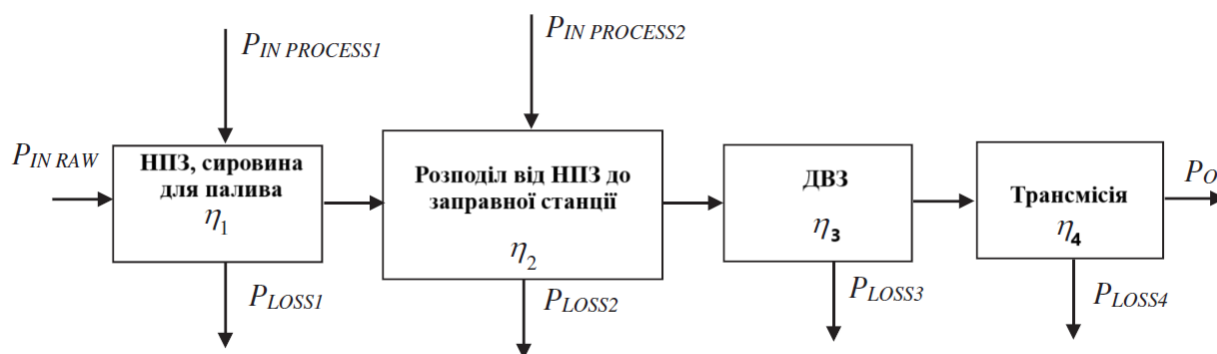 P_IN PROCESS1
P_IN PROCESS2
P_IN RAW
НПЗ, сировина
для палива
η₁
Розподіл від НПЗ до
заправної станції
η₂
ДВЗ
η₃
Трансмісія
η₄
P_O
P_LOSS1
P_LOSS2
P_LOSS3
P_LOSS4